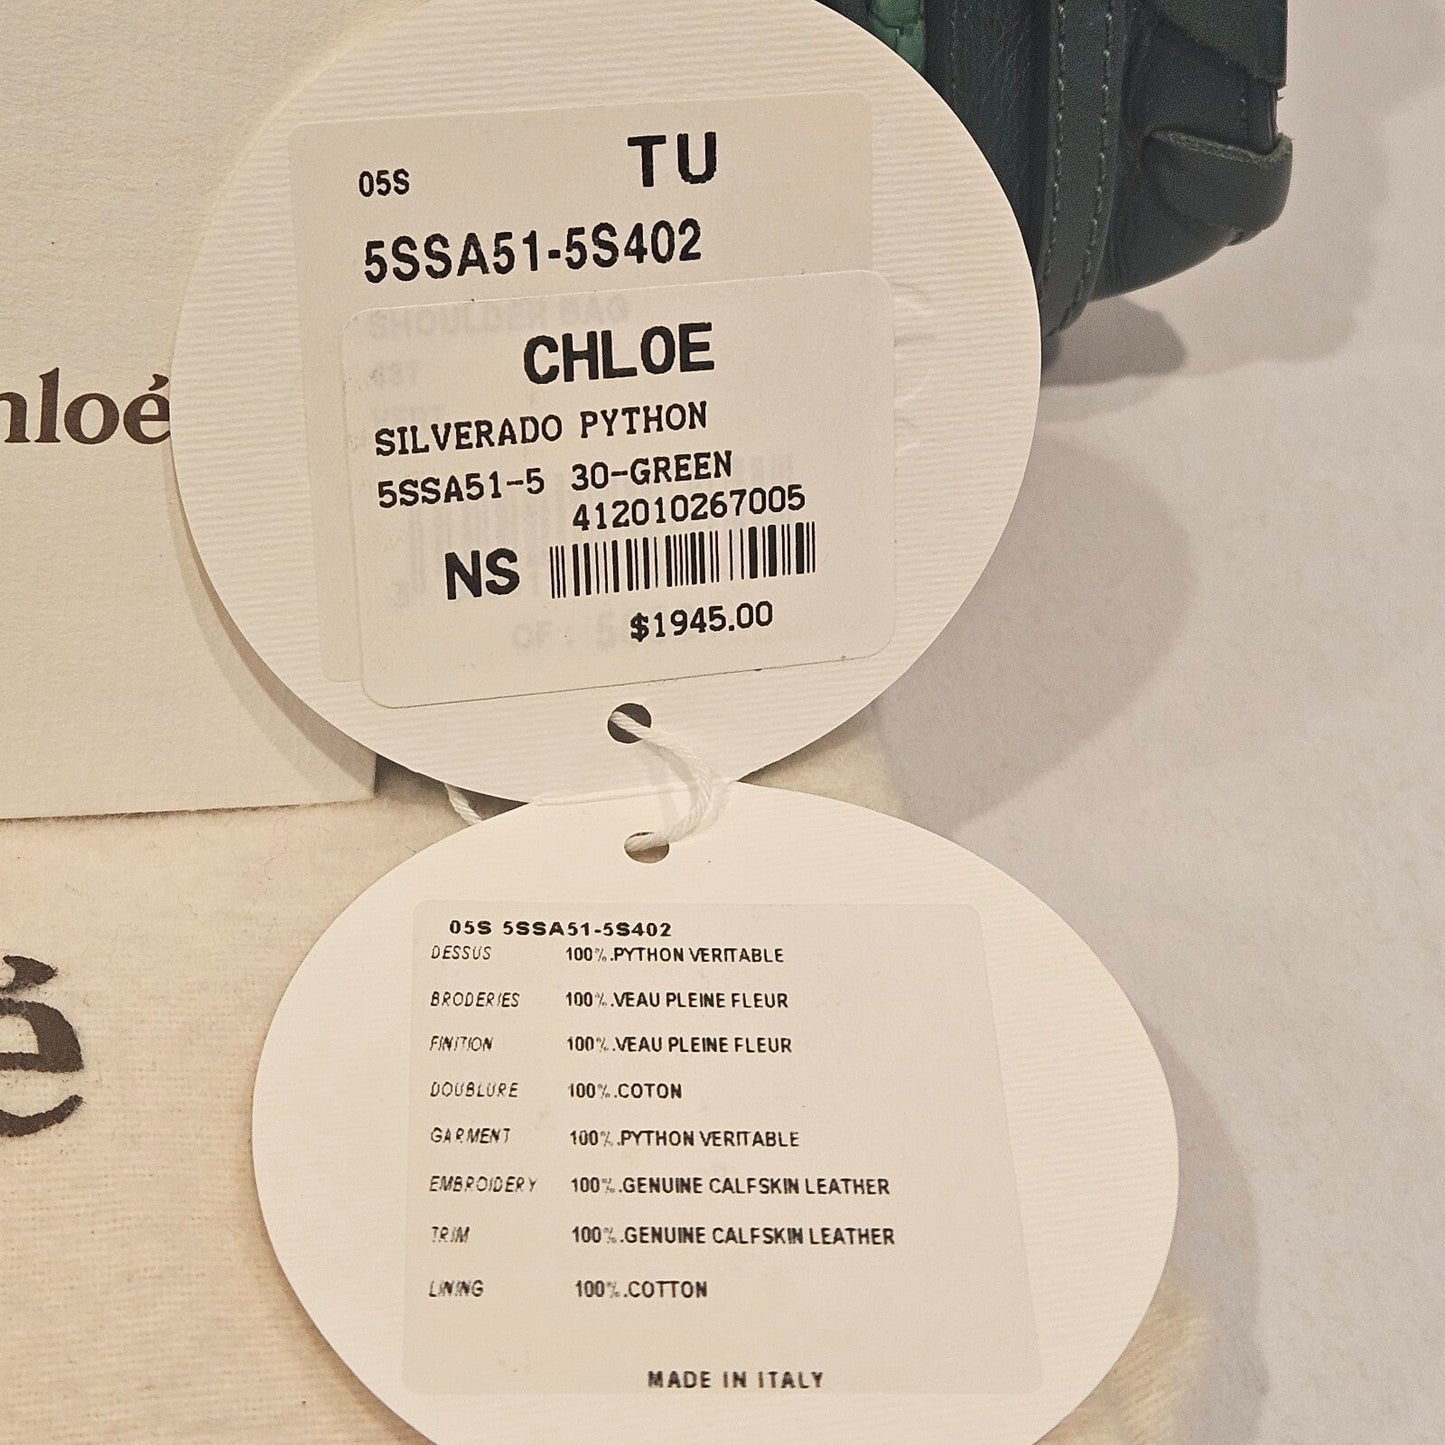 05S TU
5SSA51-5S402
SHOULDER BAG
CHLOE
SILVERADO PYTHON
5SSA51-5 30-GREEN
412010267005
NS
$1945.00
hloé
é
05S 5SSA51-5S402
DESSUS 100%.PYTHON VERITABLE
BRODERIES 100%.VEAU PLEINE FLEUR
FINITION 100%.VEAU PLEINE FLEUR
DOUBLURE 100%.COTON
GARMENT 100%.PYTHON VERITABLE
EMBROIDERY 100%.GENUINE CALFSKIN LEATHER
TRIM 100%.GENUINE CALFSKIN LEATHER
LINING 100%.COTTON
MADE IN ITALY